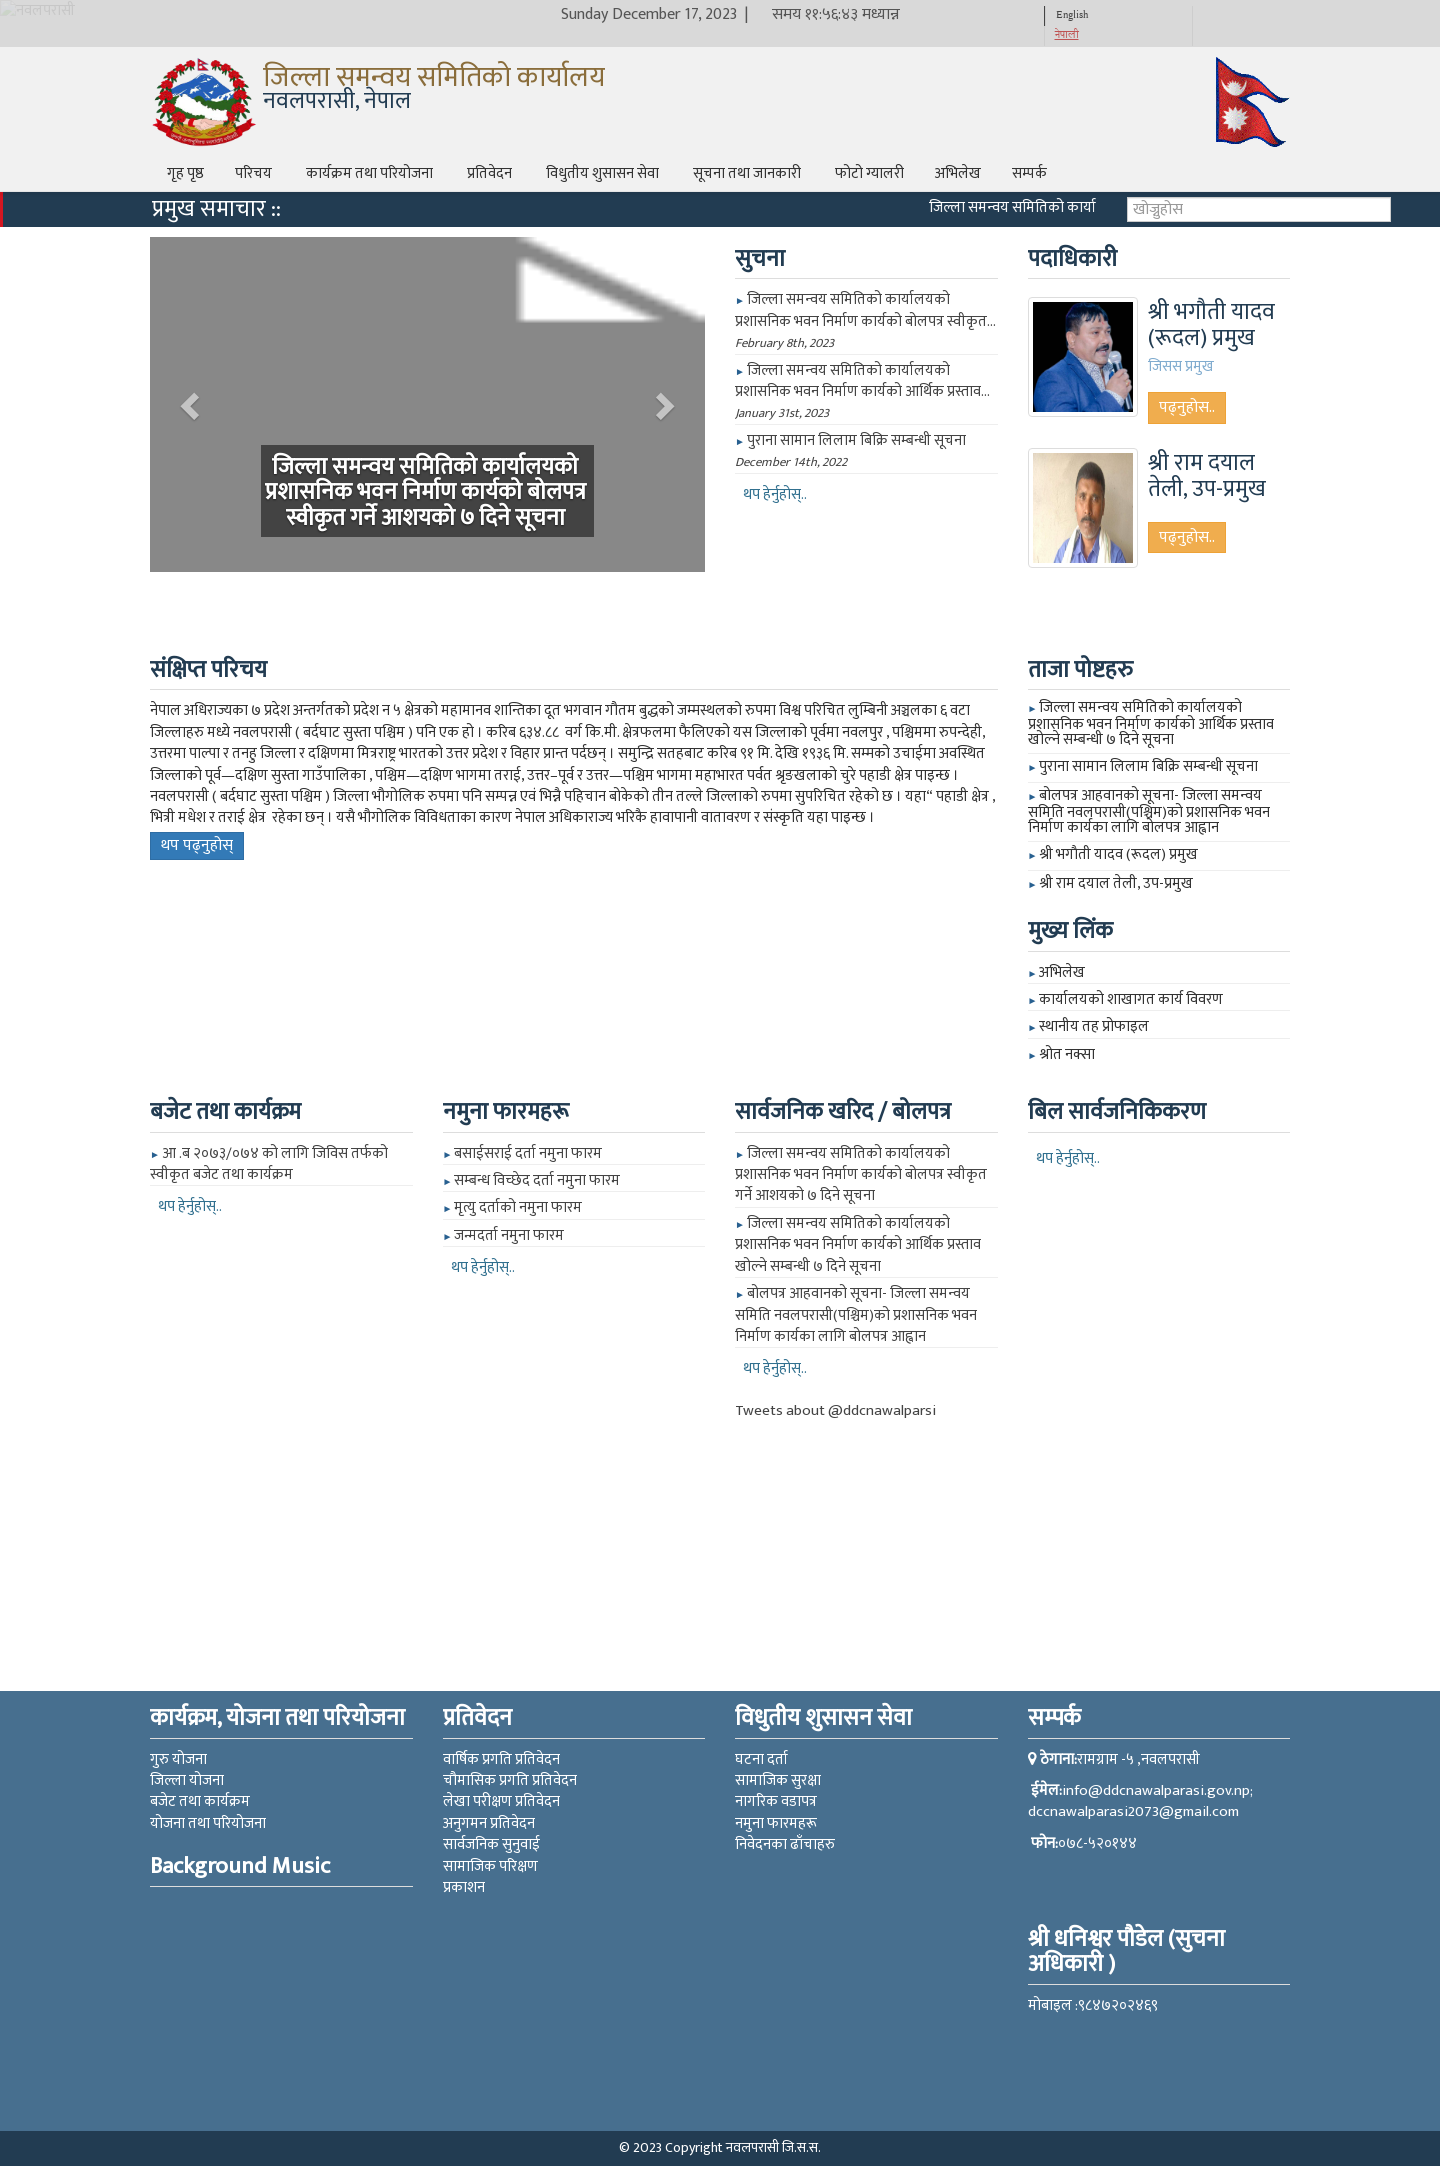 नवलपरासी
Sunday December 17, 2023 | समय ११:५६:४३ मध्यान्न
English
नेपाली
जिल्ला समन्वय समितिको कार्यालय
नवलपरासी, नेपाल
गृह पृष्ठ परिचय कार्यक्रम तथा परियोजना प्रतिवेदन विधुतीय शुसासन सेवा सूचना तथा जानकारी फोटो ग्यालरी अभिलेख सम्पर्क
प्रमुख समाचार :: जिल्ला समन्वय समितिको कार्या खोज्नुहोस
जिल्ला समन्वय समितिको कार्यालयको
प्रशासनिक भवन निर्माण कार्यको बोलपत्र
स्वीकृत गर्ने आशयको ७ दिने सूचना
सुचना
► जिल्ला समन्वय समितिको कार्यालयको
प्रशासनिक भवन निर्माण कार्यको बोलपत्र स्वीकृत...
February 8th, 2023
► जिल्ला समन्वय समितिको कार्यालयको
प्रशासनिक भवन निर्माण कार्यको आर्थिक प्रस्ताव...
January 31st, 2023
► पुराना सामान लिलाम बिक्रि सम्बन्धी सूचना
December 14th, 2022
थप हेर्नुहोस्..
पदाधिकारी
श्री भगौती यादव
(रूदल) प्रमुख
जिसस प्रमुख
पढ्नुहोस..
श्री राम दयाल
तेली, उप-प्रमुख
पढ्नुहोस..
संक्षिप्त परिचय
नेपाल अधिराज्यका ७ प्रदेश अन्तर्गतको प्रदेश न ५ क्षेत्रको महामानव शान्तिका दूत भगवान गौतम बुद्धको जम्मस्थलको रुपमा विश्व परिचित लुम्बिनी अञ्चलका ६ वटा
जिल्लाहरु मध्ये नवलपरासी ( बर्दघाट सुस्ता पश्चिम ) पनि एक हो । करिब ६३४.८८ वर्ग कि.मी. क्षेत्रफलमा फैलिएको यस जिल्लाको पूर्वमा नवलपुर , पश्चिममा रुपन्देही,
उत्तरमा पाल्पा र तनहु जिल्ला र दक्षिणमा मित्रराष्ट्र भारतको उत्तर प्रदेश र विहार प्रान्त पर्दछन् । समुन्द्रि सतहबाट करिब ९१ मि. देखि १९३६ मि. सम्मको उचाईमा अवस्थित
जिल्लाको पूर्व—दक्षिण सुस्ता गाउँपालिका , पश्चिम—दक्षिण भागमा तराई, उत्तर–पूर्व र उत्तर—पश्चिम भागमा महाभारत पर्वत श्रृङखलाको चुरे पहाडी क्षेत्र पाइन्छ ।
नवलपरासी ( बर्दघाट सुस्ता पश्चिम ) जिल्ला भौगोलिक रुपमा पनि सम्पन्न एवं भिन्नै पहिचान बोकेको तीन तल्ले जिल्लाको रुपमा सुपरिचित रहेको छ । यहा“ पहाडी क्षेत्र ,
भित्री मधेश र तराई क्षेत्र रहेका छन् । यसै भौगोलिक विविधताका कारण नेपाल अधिकाराज्य भरिकै हावापानी वातावरण र संस्कृति यहा पाइन्छ ।
थप पढ्नुहोस्
ताजा पोष्टहरु
► जिल्ला समन्वय समितिको कार्यालयको
प्रशासनिक भवन निर्माण कार्यको आर्थिक प्रस्ताव
खोल्ने सम्बन्धी ७ दिने सूचना
► पुराना सामान लिलाम बिक्रि सम्बन्धी सूचना
► बोलपत्र आहवानको सूचना- जिल्ला समन्वय
समिति नवलपरासी(पश्चिम)को प्रशासनिक भवन
निर्माण कार्यका लागि बोलपत्र आह्वान
► श्री भगौती यादव (रूदल) प्रमुख
► श्री राम दयाल तेली, उप-प्रमुख
मुख्य लिंक
► अभिलेख
► कार्यालयको शाखागत कार्य विवरण
► स्थानीय तह प्रोफाइल
► श्रोत नक्सा
बजेट तथा कार्यक्रम
► आ .ब २०७३/०७४ को लागि जिविस तर्फको
स्वीकृत बजेट तथा कार्यक्रम
थप हेर्नुहोस्..
नमुना फारमहरू
► बसाईसराई दर्ता नमुना फारम
► सम्बन्ध विच्छेद दर्ता नमुना फारम
► मृत्यु दर्ताको नमुना फारम
► जन्मदर्ता नमुना फारम
थप हेर्नुहोस्..
सार्वजनिक खरिद / बोलपत्र
► जिल्ला समन्वय समितिको कार्यालयको
प्रशासनिक भवन निर्माण कार्यको बोलपत्र स्वीकृत
गर्ने आशयको ७ दिने सूचना
► जिल्ला समन्वय समितिको कार्यालयको
प्रशासनिक भवन निर्माण कार्यको आर्थिक प्रस्ताव
खोल्ने सम्बन्धी ७ दिने सूचना
► बोलपत्र आहवानको सूचना- जिल्ला समन्वय
समिति नवलपरासी(पश्चिम)को प्रशासनिक भवन
निर्माण कार्यका लागि बोलपत्र आह्वान
थप हेर्नुहोस्..
Tweets about @ddcnawalparsi
बिल सार्वजनिकिकरण
थप हेर्नुहोस्..
कार्यक्रम, योजना तथा परियोजना
गुरु योजना
जिल्ला योजना
बजेट तथा कार्यक्रम
योजना तथा परियोजना
Background Music
प्रतिवेदन
वार्षिक प्रगति प्रतिवेदन
चौमासिक प्रगति प्रतिवेदन
लेखा परीक्षण प्रतिवेदन
अनुगमन प्रतिवेदन
सार्वजनिक सुनुवाई
सामाजिक परिक्षण
प्रकाशन
विधुतीय शुसासन सेवा
घटना दर्ता
सामाजिक सुरक्षा
नागरिक वडापत्र
नमुना फारमहरू
निवेदनका ढाँचाहरु
सम्पर्क
ठेगाना:रामग्राम -५ ,नवलपरासी
ईमेल:info@ddcnawalparasi.gov.np;
dccnawalparasi2073@gmail.com
फोन:०७८-५२०१४४
श्री धनिश्वर पौडेल (सुचना
अधिकारी )
मोबाइल :९८४७२०२४६९
© 2023 Copyright नवलपरासी जि.स.स.